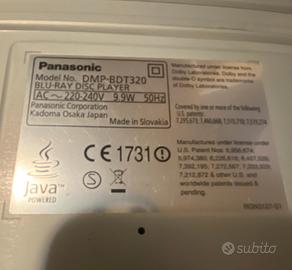 Panasonic
Model No. DMP-BDT320
BLU-RAY DISC PLAYER
AC～ 220-240V 9.9W 50Hz
Panasonic Corporation
Kadoma Osaka Japan
Made in Slovakia
Manufactured under license from
Dolby Laboratories. Dolby and the
double-D symbol are trademarks of
Dolby Laboratories.
Covered by one or more of the following
U.S. patents:
CE 1731
S
Java
POWERED
Manufactured under license under
U.S. Patent Nos:
& other U.S. and
worldwide patents issued &
pending.
subito